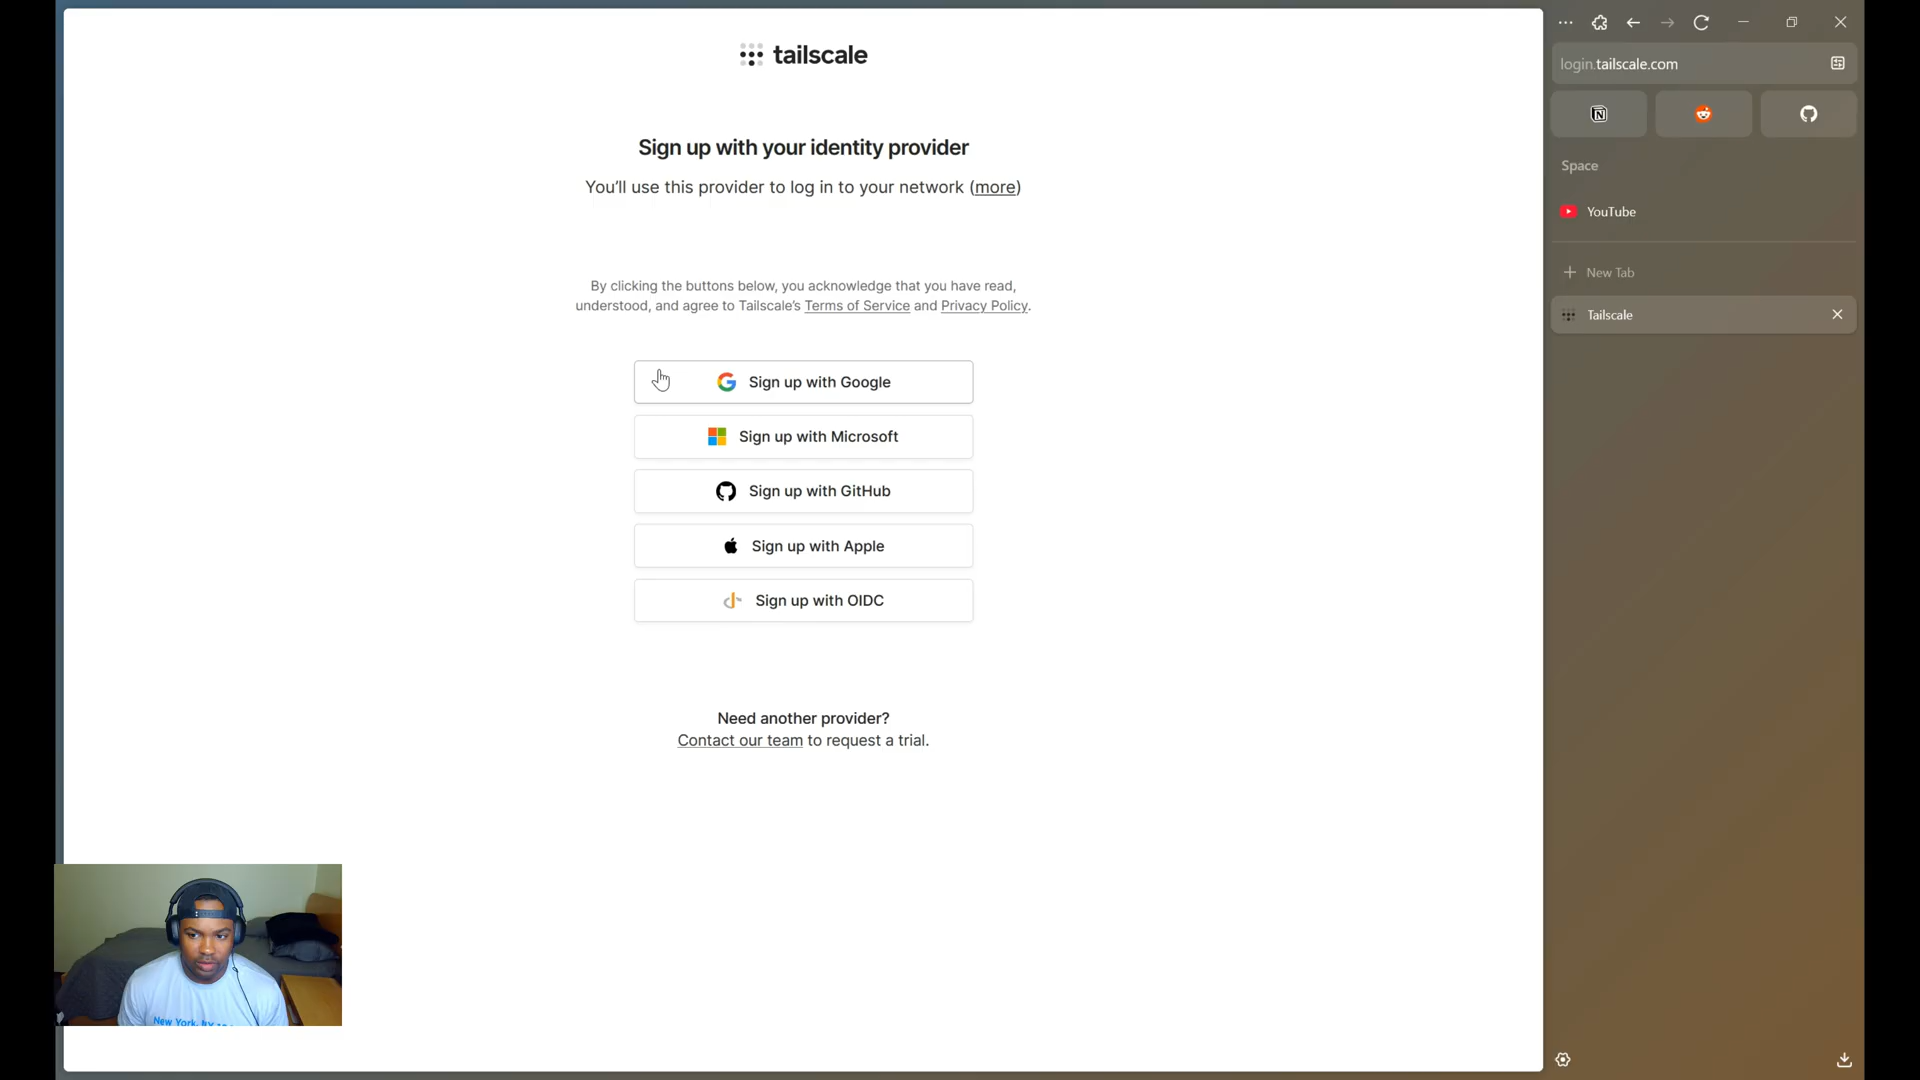 tailscale
Sign up with your identity provider
You'll use this provider to log in to your network (more)
By clicking the buttons below, you acknowledge that you have read,
understood, and agree to Tailscale's Terms of Service and Privacy Policy.
Sign up with Google
Sign up with Microsoft
Sign up with GitHub
Sign up with Apple
Sign up with OIDC
Need another provider?
Contact our team to request a trial.
login.tailscale.com
Space
YouTube
New Tab
Tailscale
New York, NY